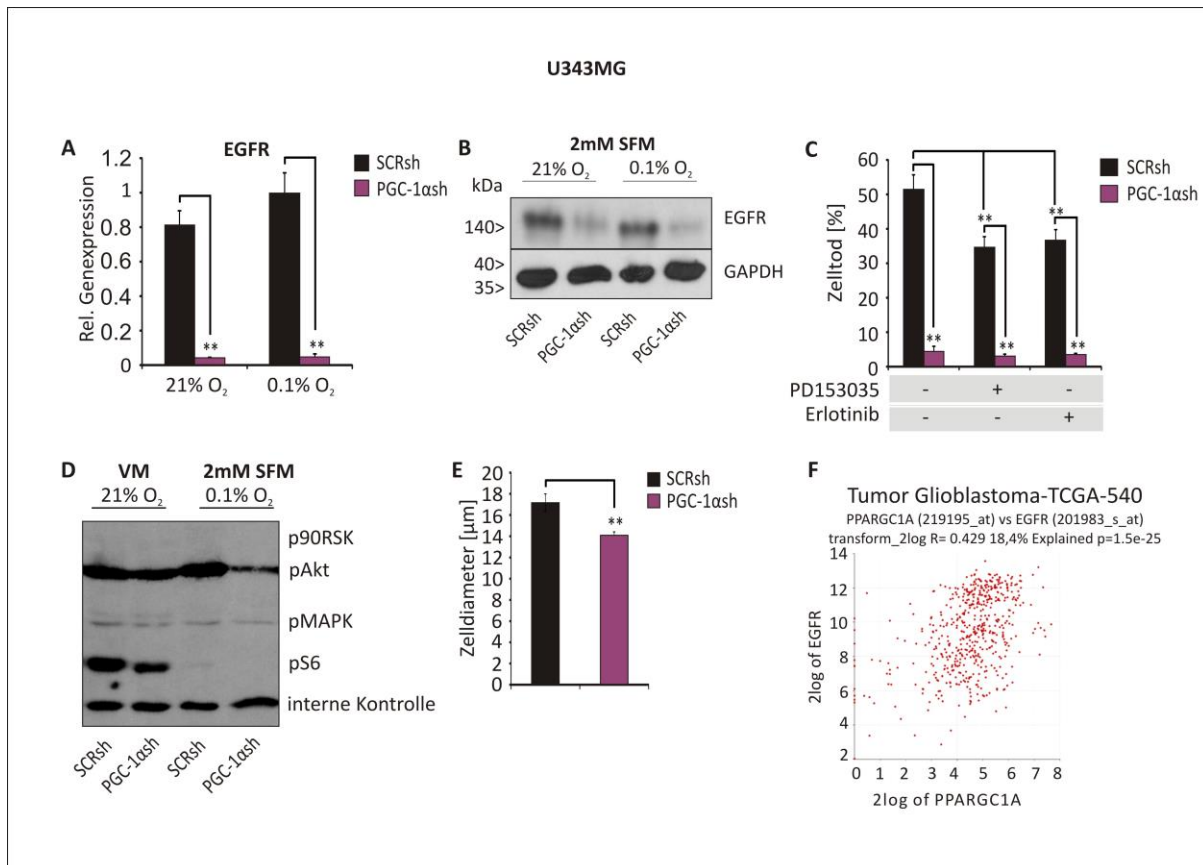 U343MG
A
EGFR
SCRsh
PGC-1αsh
Rel. Genexpression
1.2
1
0.8
0.6
0.4
0.2
0
**
**
21% O₂
0.1% O₂
B
2mM SFM
21% O₂
0.1% O₂
kDa
140>
EGFR
40>
35>
GAPDH
SCRsh
PGC-1αsh
SCRsh
PGC-1αsh
C
SCRsh
PGC-1αsh
Zelltod [%]
60
50
40
30
20
10
0
**
**
**
**
**
PD153035
-
+
-
Erlotinib
-
-
+
D
VM
2mM SFM
21% O₂
0.1% O₂
p90RSK
pAkt
pMAPK
pS6
interne Kontrolle
SCRsh
PGC-1αsh
SCRsh
PGC-1αsh
E
SCRsh
PGC-1αsh
Zelldiameter [µm]
20
18
16
14
12
10
8
6
4
2
0
**
F
Tumor Glioblastoma-TCGA-540
PPARGC1A (219195_at) vs EGFR (201983_s_at)
transform_2log R= 0.429 18,4% Explained p=1.5e-25
2log of EGFR
14
12
10
8
6
4
2
0 1 2 3 4 5 6 7 8
2log of PPARGC1A